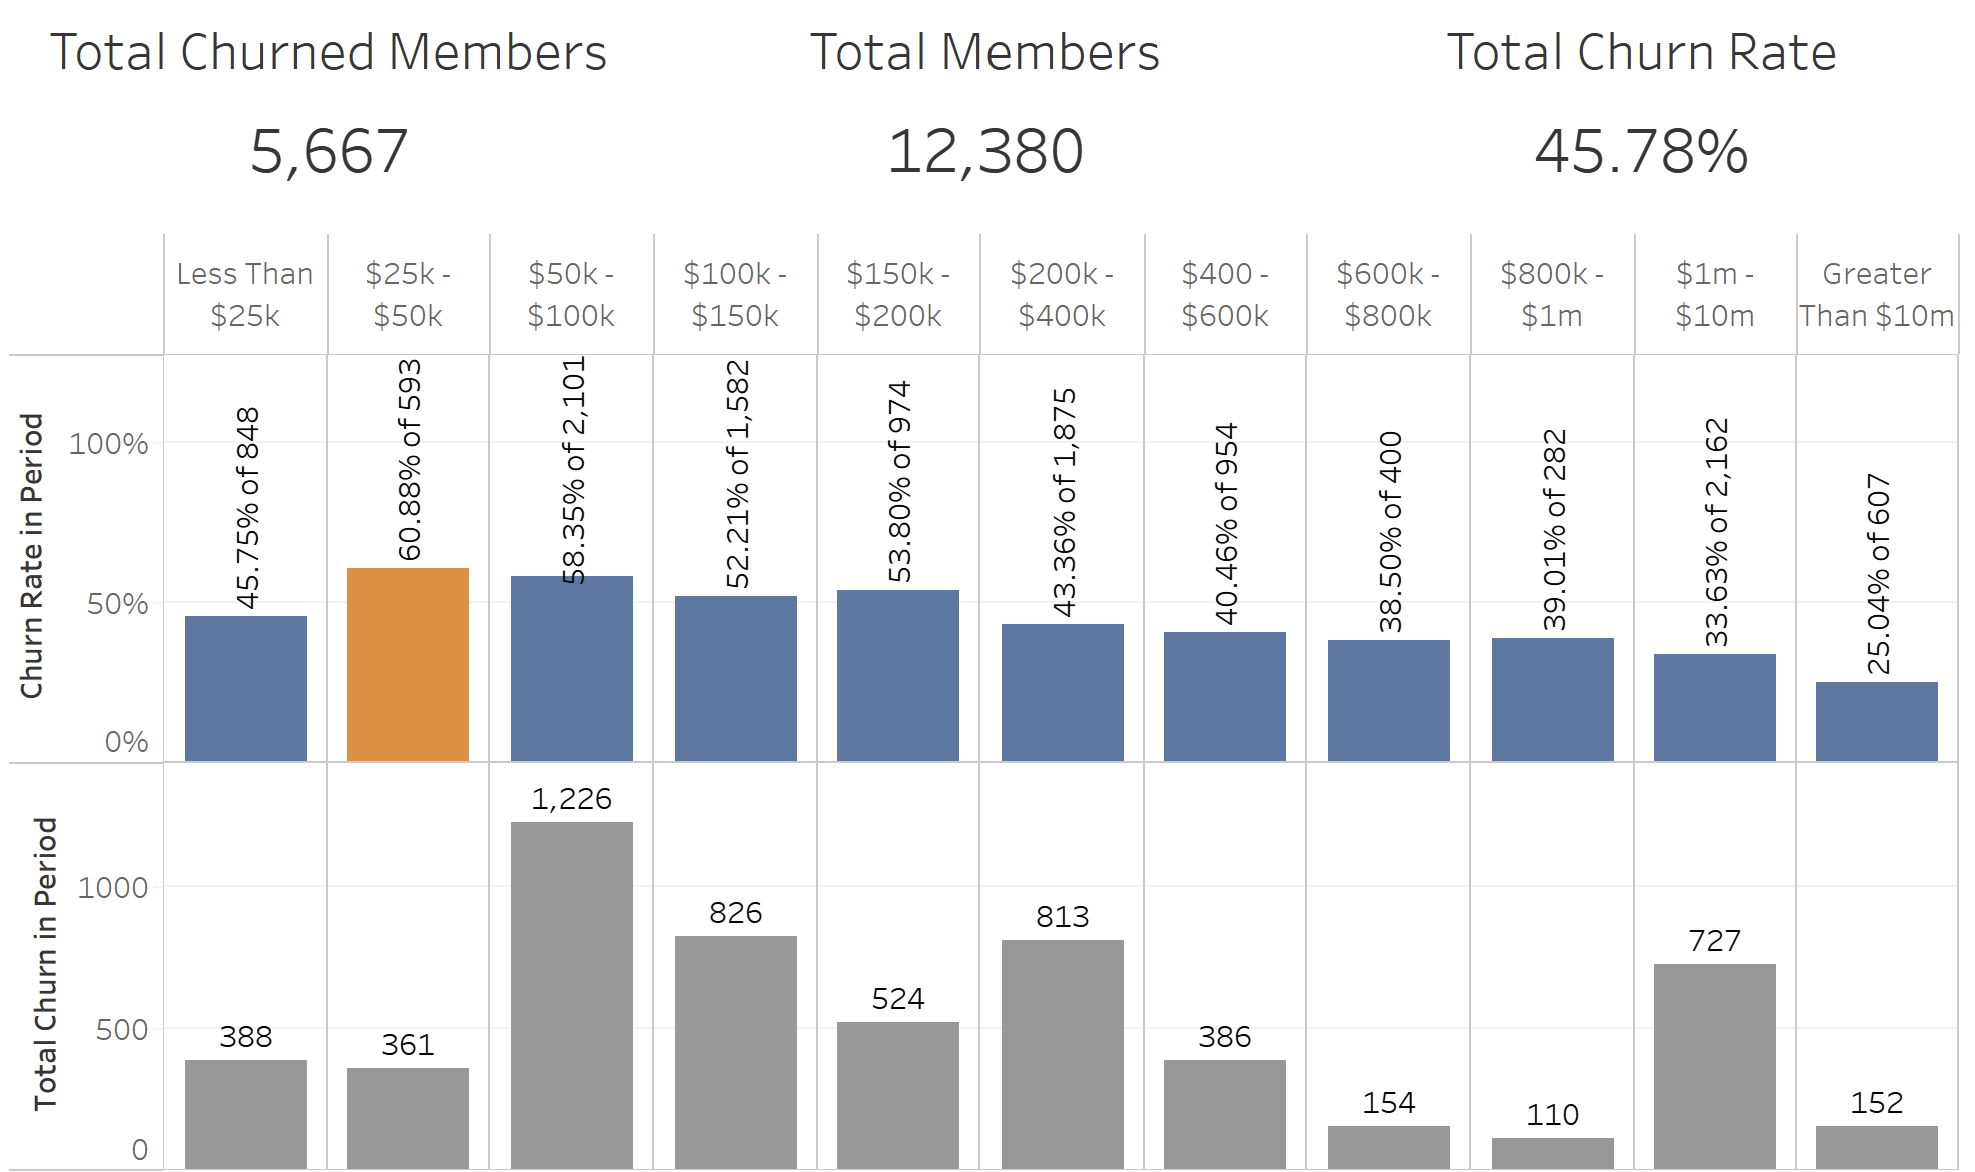 Total Churned Members
Total Members
Total Churn Rate
5,667
12,380
45.78%
Less Than
$25k
$25k -
$50k
$50k -
$100k
$100k -
$150k
$150k -
$200k
$200k -
$400k
$400 -
$600k
$600k -
$800k
$800k -
$1m
$1m -
$10m
Greater
Than $10m
Churn Rate in Period
100%
50%
0%
45.75% of 848
60.88% of 593
58.35% of 2,101
52.21% of 1,582
53.80% of 974
43.36% of 1,875
40.46% of 954
38.50% of 400
39.01% of 282
33.63% of 2,162
25.04% of 607
Total Churn in Period
1000
500
0
388
361
1,226
826
524
813
386
154
110
727
152